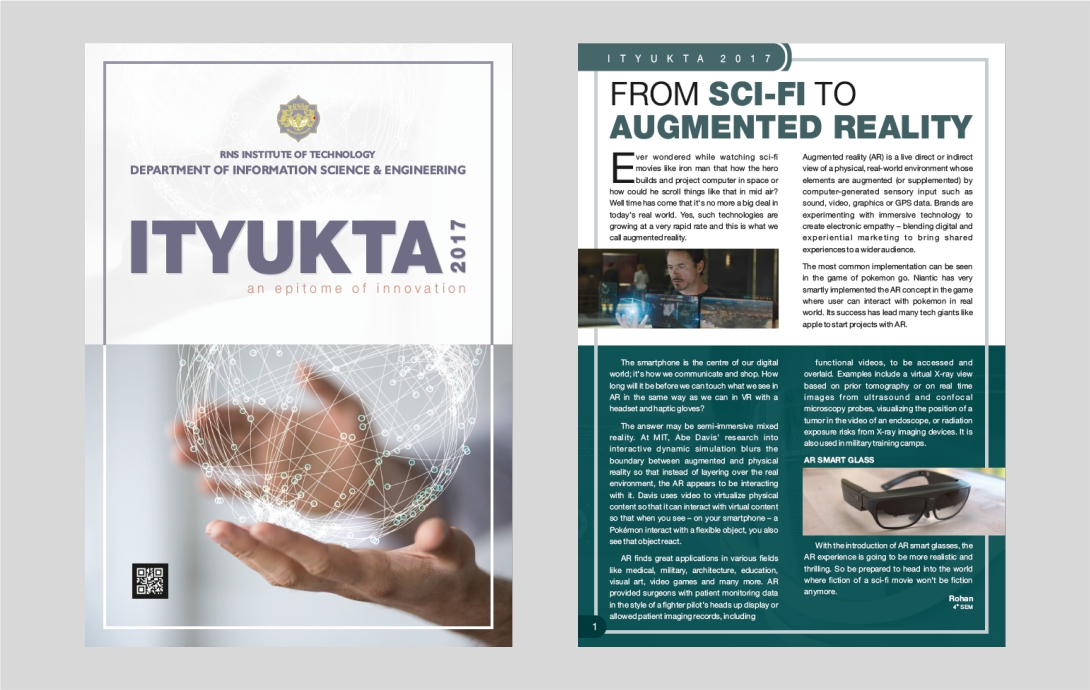 RNS INSTITUTE OF TECHNOLOGY
DEPARTMENT OF INFORMATION SCIENCE & ENGINEERING
ITYUKTA 2017
an epitome of innovation
ITYUKTA 2017
FROM SCI-FI TO
AUGMENTED REALITY
Ever wondered while watching sci-fi
movies like iron man that how the hero
builds and project computer in space or
how could he scroll things like that in mid air?
Well time has come that it's no more a big deal in
today's real world. Yes, such technologies are
growing at a very rapid rate and this is what we
call augmented reality.
Augmented reality (AR) is a live direct or indirect
view of a physical, real-world environment whose
elements are augmented (or supplemented) by
computer-generated sensory input such as
sound, video, graphics or GPS data. Brands are
experimenting with immersive technology to
create electronic empathy – blending digital and
experiential marketing to bring shared
experiences to a wider audience.
The most common implementation can be seen
in the game of pokemon go. Niantic has very
smartly implemented the AR concept in the game
where user can interact with pokemon in real
world. Its success has lead many tech giants like
apple to start projects with AR.
The smartphone is the centre of our digital
world; it's how we communicate and shop. How
long will it be before we can touch what we see in
AR in the same way as we can in VR with a
headset and haptic gloves?
The answer may be semi-immersive mixed
reality. At MIT, Abe Davis' research into
interactive dynamic simulation blurs the
boundary between augmented and physical
reality so that instead of layering over the real
environment, the AR appears to be interacting
with it. Davis uses video to virtualize physical
content so that it can interact with virtual content
so that when you see – on your smartphone – a
Pokémon interact with a flexible object, you also
see that object react.
AR finds great applications in various fields
like medical, military, architecture, education,
visual art, video games and many more. AR
provided surgeons with patient monitoring data
in the style of a fighter pilot's heads up display or
allowed patient imaging records, including
functional videos, to be accessed and
overlaid. Examples include a virtual X-ray view
based on prior tomography or on real time
images from ultrasound and confocal
microscopy probes, visualizing the position of a
tumor in the video of an endoscope, or radiation
exposure risks from X-ray imaging devices. It is
also used in military training camps.
AR SMART GLASS
With the introduction of AR smart glasses, the
AR experience is going to be more realistic and
thrilling. So be prepared to head into the world
where fiction of a sci-fi movie won't be fiction
anymore.
Rohan
4th SEM
1